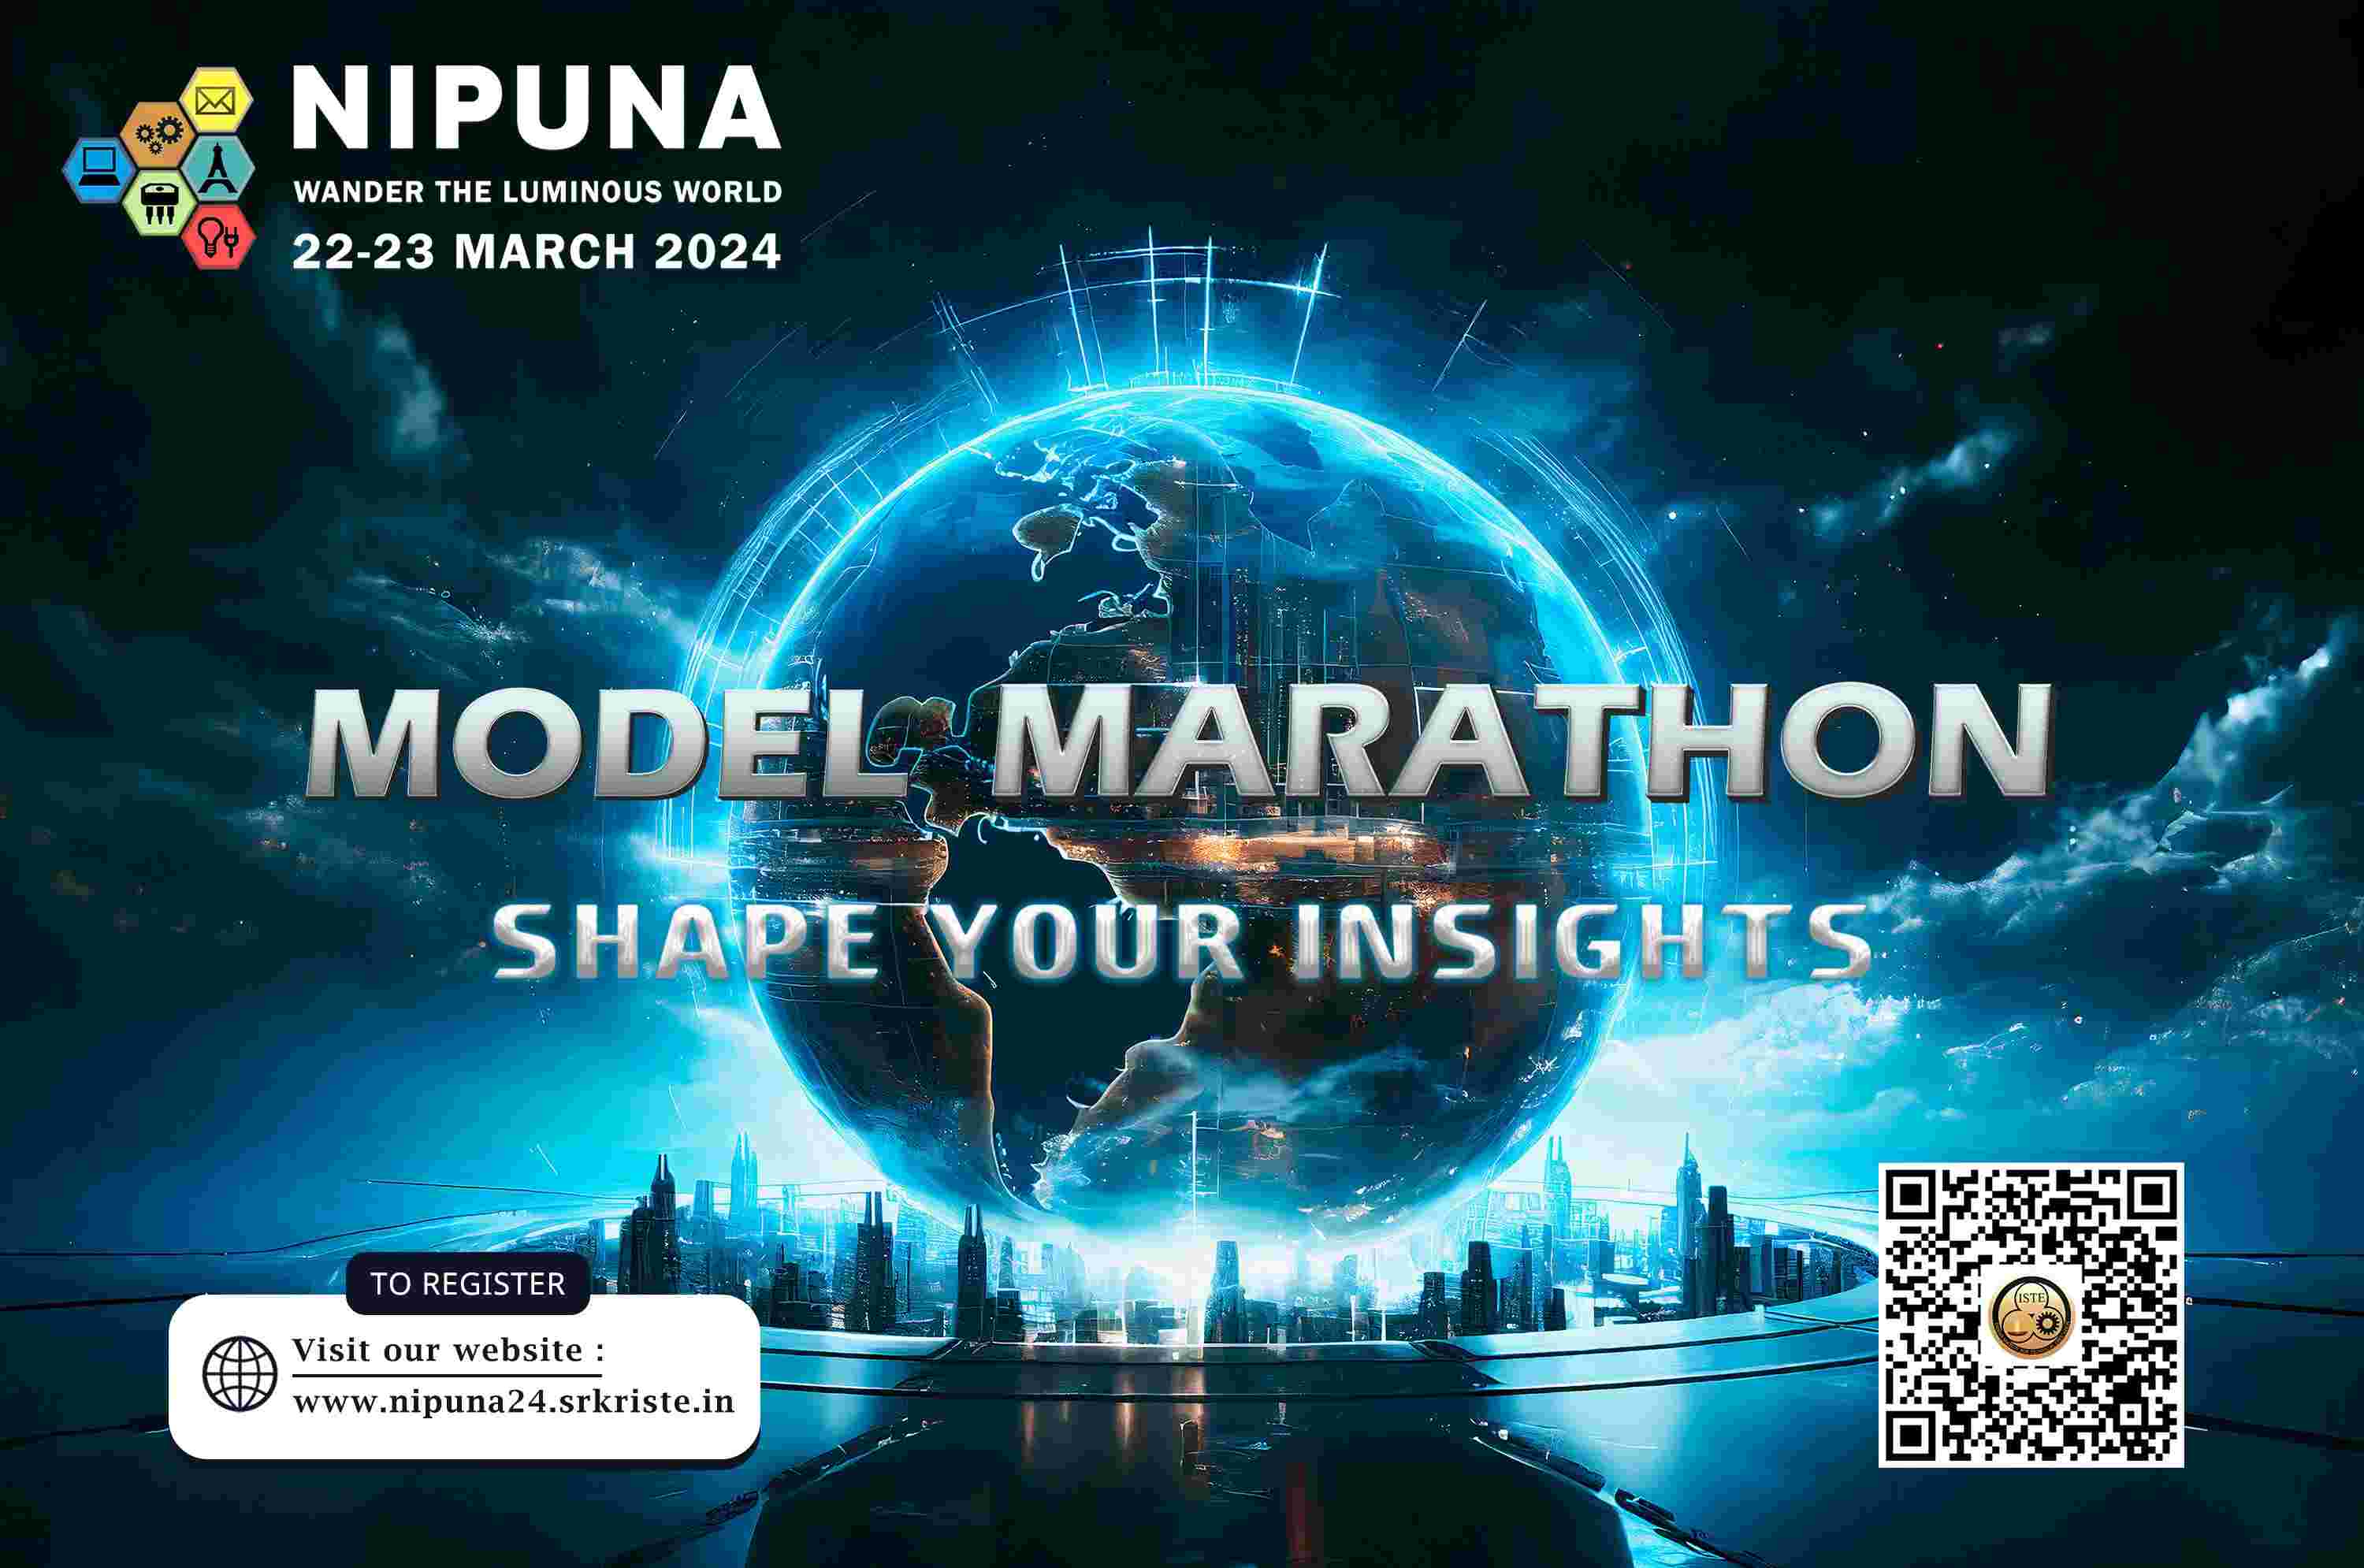 NIPUNA
WANDER THE LUMINOUS WORLD
22-23 MARCH 2024
MODEL MARATHON
SHAPE YOUR INSIGHTS
TO REGISTER
Visit our website :
www.nipuna24.srkriste.in
ISTE